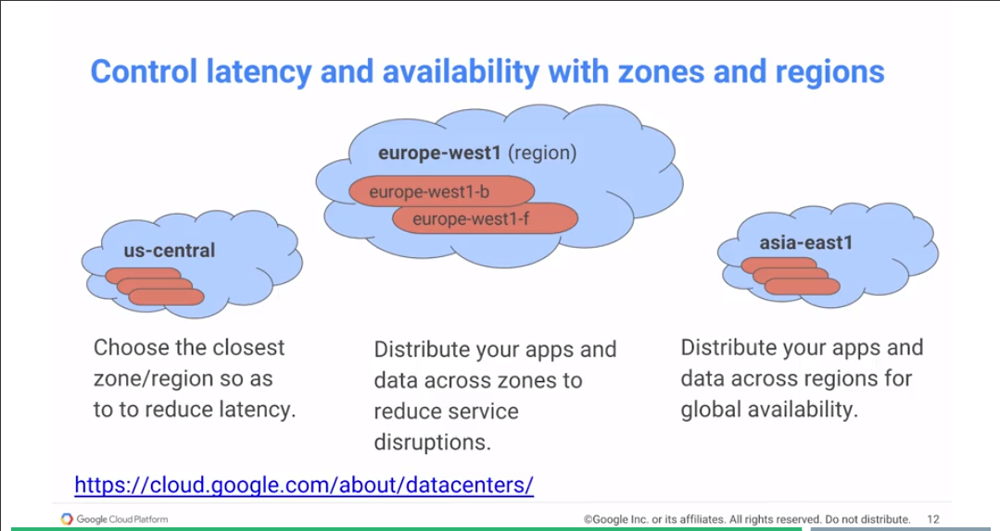 Control latency and availability with zones and regions
europe-west1 (region)
europe-west1-b
europe-west1-f
us-central
asia-east1
Choose the closest
zone/region so as
to to reduce latency.
Distribute your apps and
data across zones to
reduce service
disruptions.
Distribute your apps and
data across regions for
global availability.
https://cloud.google.com/about/datacenters/
Google Cloud Platform
©Google Inc. or its affiliates. All rights reserved. Do not distribute. 12